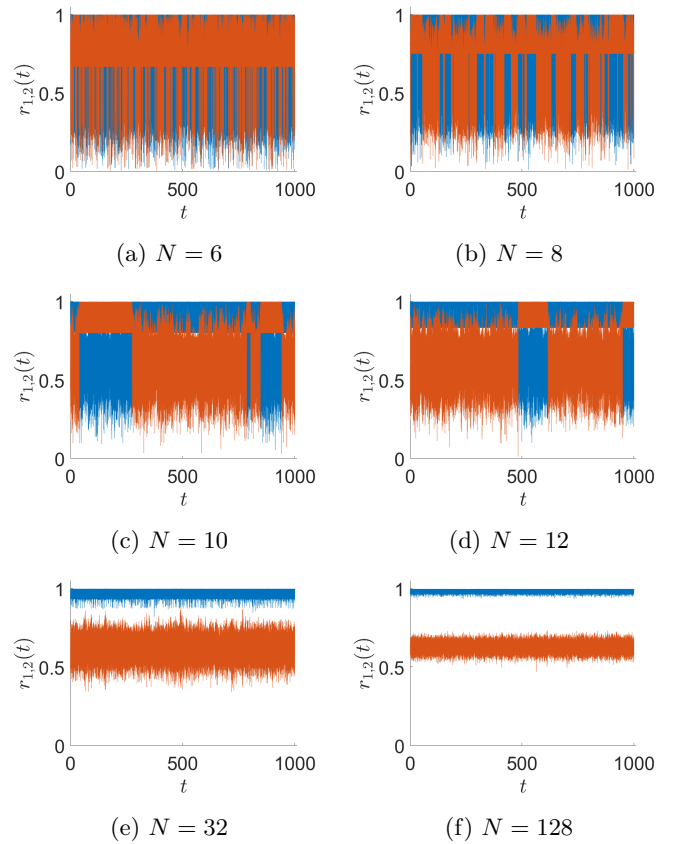 1
1
r₁,₂(t)
0.5
r₁,₂(t)
0.5
0
0
0 500 1000
0 500 1000
t
t
(a) N = 6
(b) N = 8
1
1
r₁,₂(t)
0.5
r₁,₂(t)
0.5
0
0
0 500 1000
0 500 1000
t
t
(c) N = 10
(d) N = 12
1
1
r₁,₂(t)
0.5
r₁,₂(t)
0.5
0
0
0 500 1000
0 500 1000
t
t
(e) N = 32
(f) N = 128